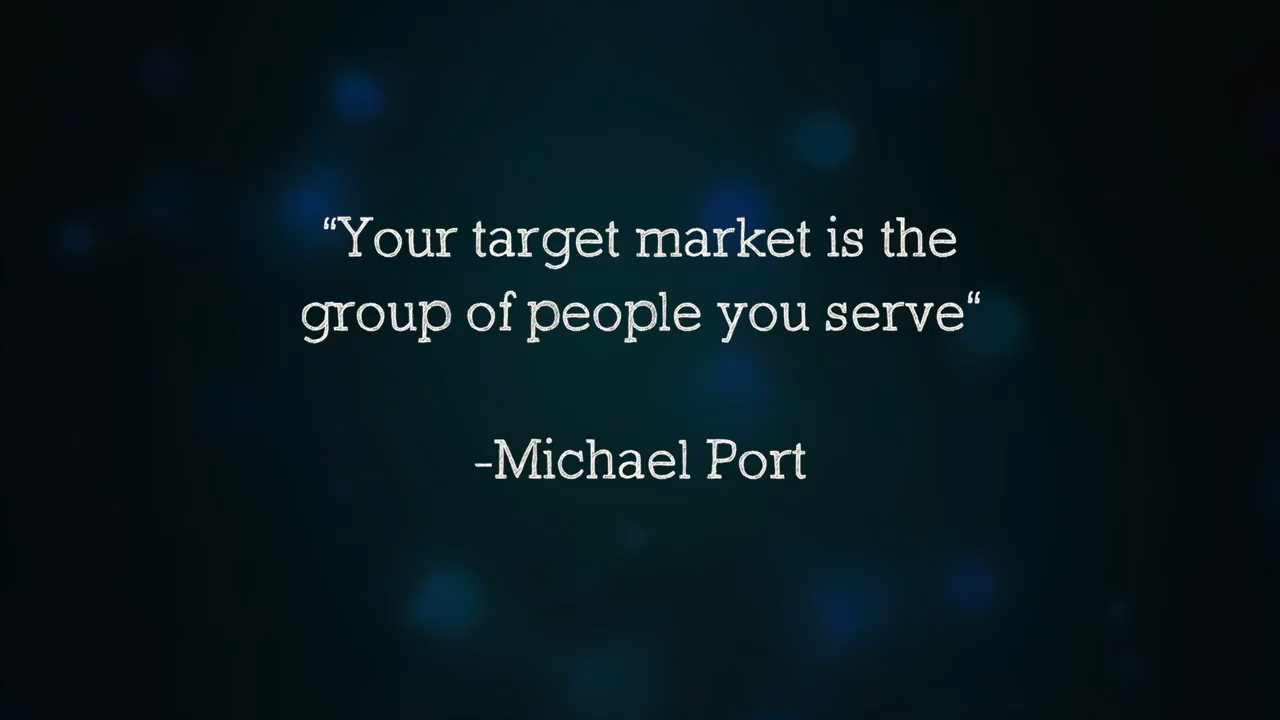 “Your target market is the
group of people you serve“
-Michael Port